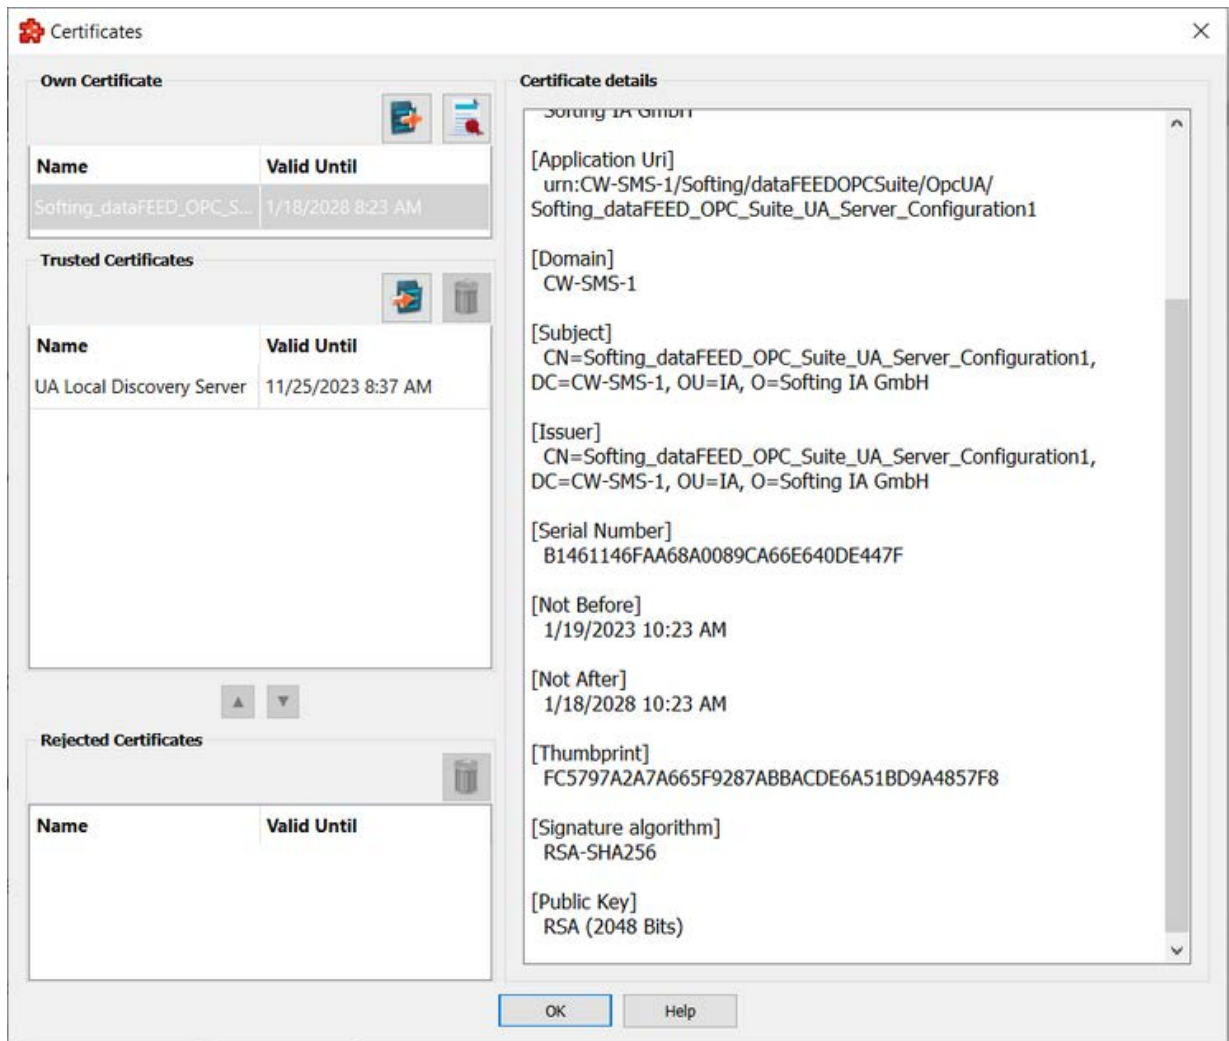 Certificates
Own Certificate
Name Valid Until
Softing_dataFEED_OPC_S... 1/18/2028 8:23 AM
Trusted Certificates
Name Valid Until
UA Local Discovery Server 11/25/2023 8:37 AM
Rejected Certificates
Name Valid Until
Certificate details
Softing IA GmbH
[Application Uri]
urn:CW-SMS-1/Softing/dataFEEDOPCSuite/OpcUA/
Softing_dataFEED_OPC_Suite_UA_Server_Configuration1
[Domain]
CW-SMS-1
[Subject]
CN=Softing_dataFEED_OPC_Suite_UA_Server_Configuration1,
DC=CW-SMS-1, OU=IA, O=Softing IA GmbH
[Issuer]
CN=Softing_dataFEED_OPC_Suite_UA_Server_Configuration1,
DC=CW-SMS-1, OU=IA, O=Softing IA GmbH
[Serial Number]
B1461146FAA68A0089CA66E640DE447F
[Not Before]
1/19/2023 10:23 AM
[Not After]
1/18/2028 10:23 AM
[Thumbprint]
FC5797A2A7A665F9287ABBACDE6A51BD9A4857F8
[Signature algorithm]
RSA-SHA256
[Public Key]
RSA (2048 Bits)
OK Help